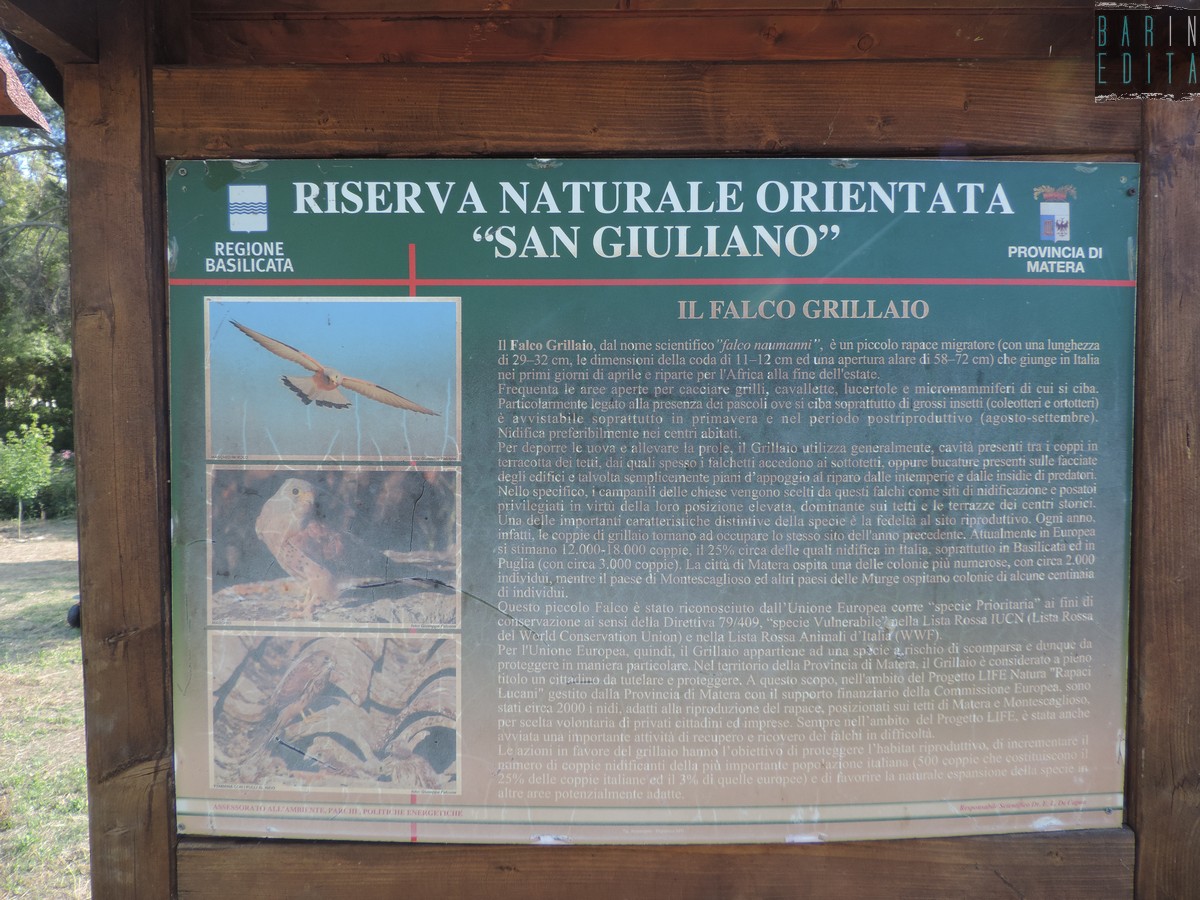 BARIN
EDITA
RISERVA NATURALE ORIENTATA
“SAN GIULIANO”
REGIONE
BASILICATA
PROVINCIA DI
MATERA
IL FALCO GRILLAIO
Il Falco Grillaio, dal nome scientifico "falco naumanni", è un piccolo rapace migratore (con una lunghezza
di 29–32 cm, le dimensioni della coda di 11–12 cm ed una apertura alare di 58–72 cm) che giunge in Italia
nei primi giorni di aprile e riparte per l'Africa alla fine dell'estate.
Frequenta le aree aperte per cacciare grilli, cavallette, lucertole e micromammiferi di cui si ciba.
Particolarmente legato alla presenza dei pascoli ove si ciba soprattutto di grossi insetti (coleotteri e ortotteri)
è avvistabile soprattutto in primavera e nel periodo postriproduttivo (agosto-settembre).
Nidifica preferibilmente nei centri abitati.
Per deporre le uova e allevare la prole, il Grillaio utilizza generalmente, cavità presenti tra i coppi in
terracotta dei tetti, dai quali spesso i falchetti accedono ai sottotetti, oppure bucature presenti sulle facciate
degli edifici e talvolta semplicemente piani d’appoggio al riparo dalle intemperie e dalle insidie di predatori.
Nello specifico, i campanili delle chiese vengono scelti da questi falchi come siti di nidificazione e posatoi
privilegiati in virtù della loro posizione elevata, dominante sui tetti e le terrazze dei centri storici.
Una delle importanti caratteristiche distintive della specie è la fedeltà al sito riproduttivo. Ogni anno,
infatti, le coppie di grillaio tornano ad occupare lo stesso sito dell'anno precedente. Attualmente in Europea
si stimano 12.000-18.000 coppie, il 25% circa delle quali nidifica in Italia, soprattutto in Basilicata ed in
Puglia (con circa 3.000 coppie). La città di Matera ospita una delle colonie più numerose, con circa 2.000
individui, mentre il paese di Montescaglioso ed altri paesi delle Murge ospitano colonie di alcune centinaia
di individui.
Questo piccolo Falco è stato riconosciuto dall’Unione Europea come “specie Prioritaria” ai fini di
conservazione ai sensi della Direttiva 79/409, “specie Vulnerabile” nella Lista Rossa IUCN (Lista Rossa
del World Conservation Union) e nella Lista Rossa Animali d’Italia (WWF).
Per l'Unione Europea, quindi, il Grillaio appartiene ad una specie a rischio di scomparsa e dunque da
proteggere in maniera particolare. Nel territorio della Provincia di Matera, il Grillaio è considerato a pieno
titolo un cittadino da tutelare e proteggere. A questo scopo, nell'ambito del Progetto LIFE Natura "Rapaci
Lucani" gestito dalla Provincia di Matera con il supporto finanziario della Commissione Europea, sono
stati circa 2000 i nidi, adatti alla riproduzione del rapace, posizionati sui tetti di Matera e Montescaglioso,
per scelta volontaria di privati cittadini ed imprese. Sempre nell’ambito del Progetto LIFE, è stata anche
avviata una importante attività di recupero e ricovero dei falchi in difficoltà.
Le azioni in favore del grillaio hanno l’obiettivo di proteggere l’habitat riproduttivo, di incrementare il
numero di coppie nidificanti della più importante popolazione italiana (500 coppie che costituiscono il
25% delle coppie italiane ed il 3% di quelle europee) e di favorire la naturale espansione della specie in
altre aree potenzialmente adatte.
ASSESSORATO ALL'AMBIENTE, PARCHI, POLITICHE ENERGETICHE
Responsabile Scientifico Dr. E. L. De Capua